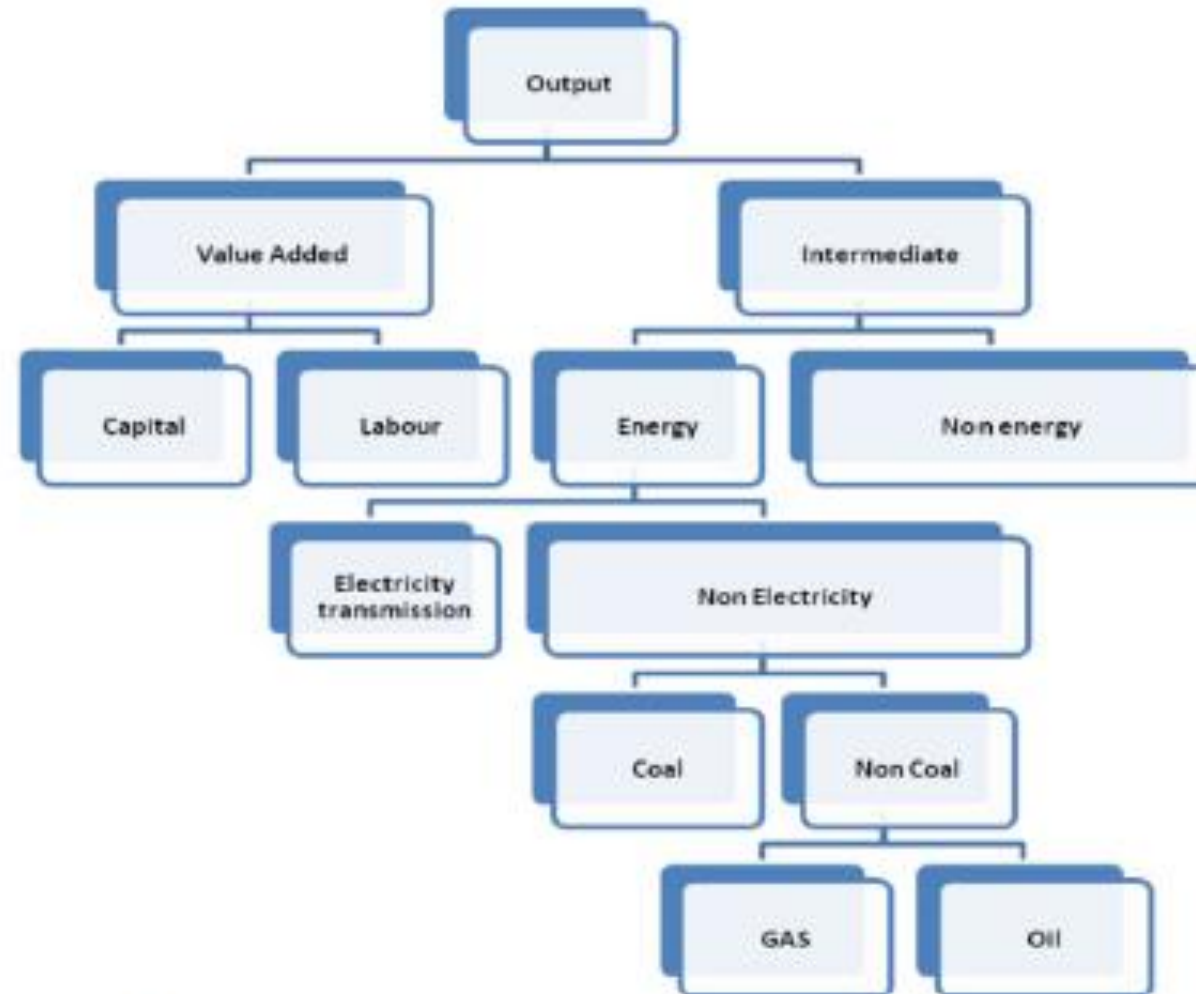 Output
Value Added
Intermediate
Capital
Labour
Energy
Non energy
Electricity
transmission
Non Electricity
Coal
Non Coal
GAS
Oil